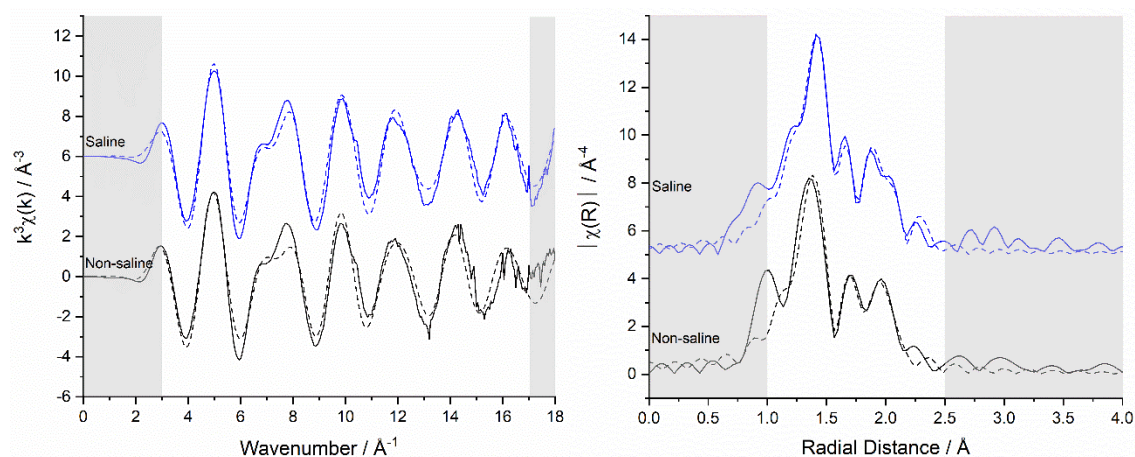 12
10
8
6
4
2
0
-2
-4
-6
k³χ(k) / Å⁻³
Saline
Non-saline
0 2 4 6 8 10 12 14 16 18
Wavenumber / Å⁻¹
14
12
10
8
6
4
2
0
|χ(R)| / Å⁻⁴
Saline
Non-saline
0.0 0.5 1.0 1.5 2.0 2.5 3.0 3.5 4.0
Radial Distance / Å